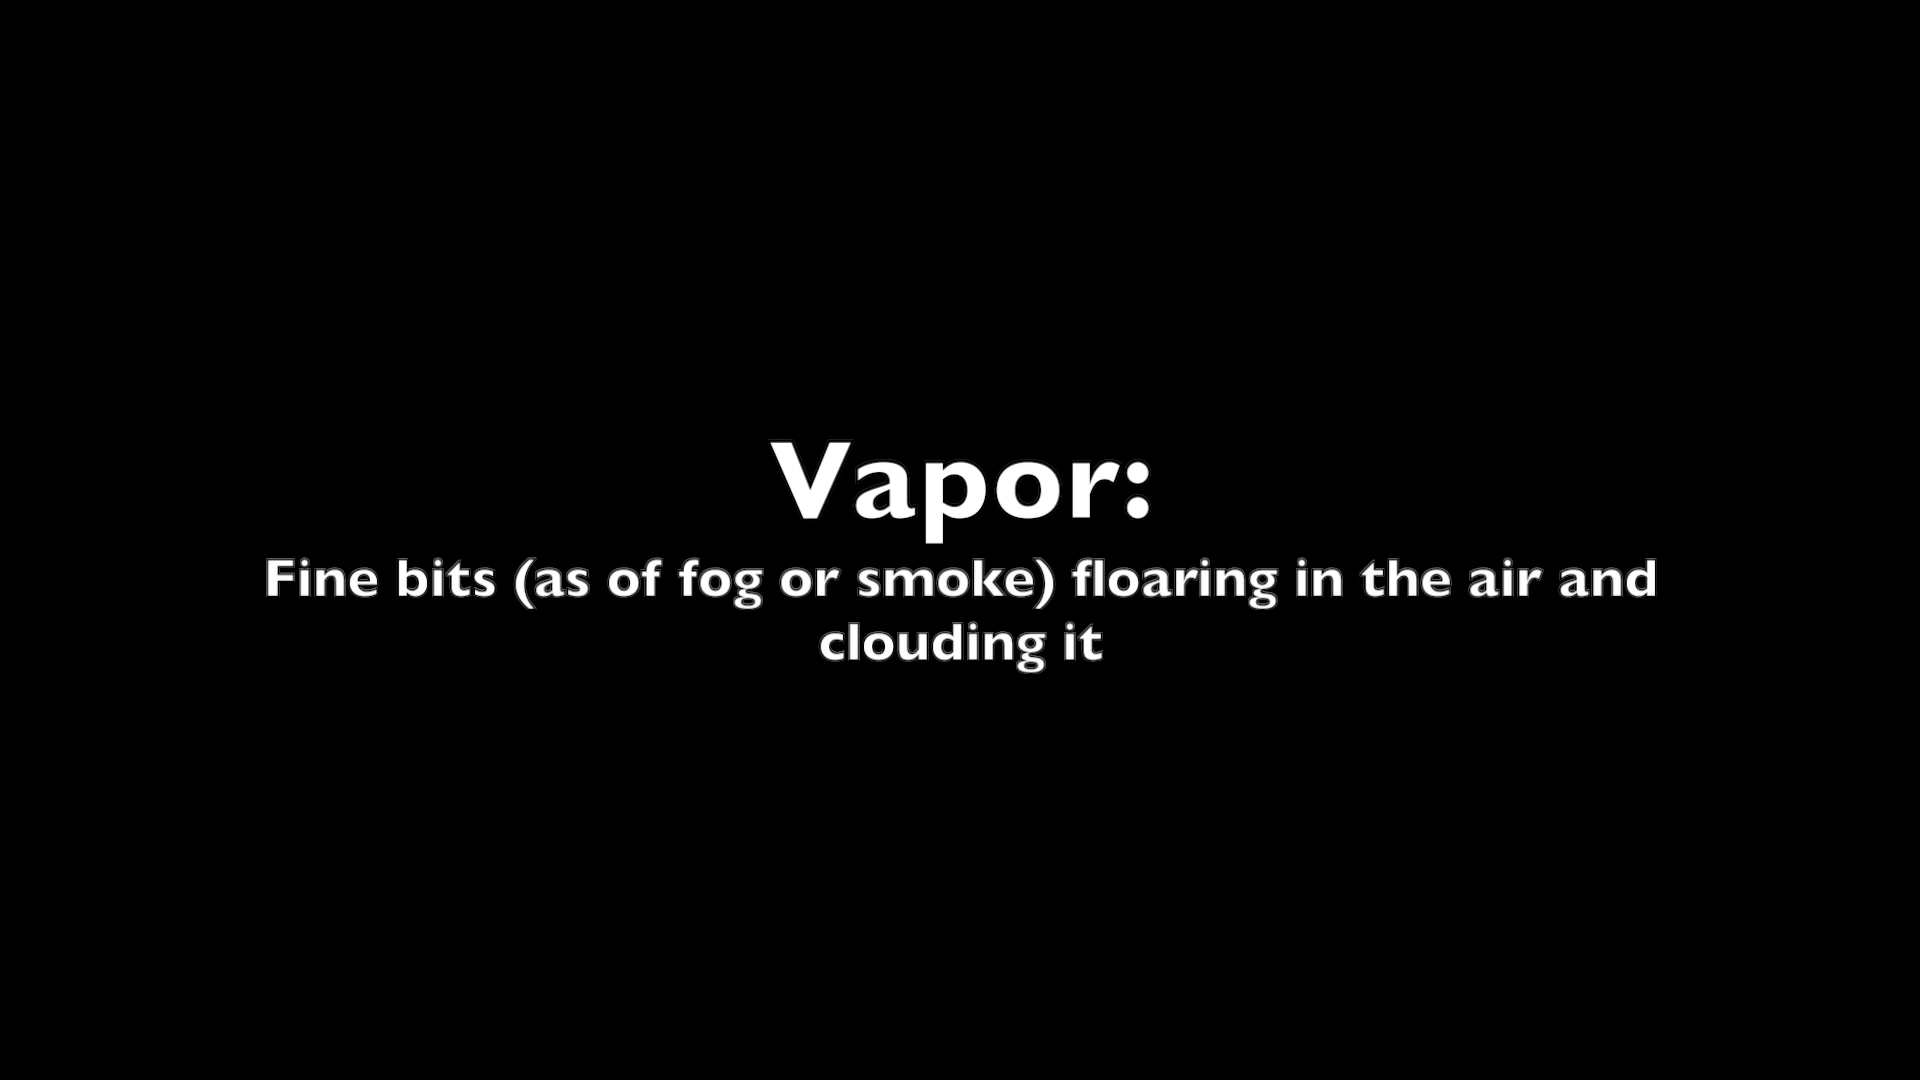 Vapor:
Fine bits (as of fog or smoke) floaring in the air and
clouding it